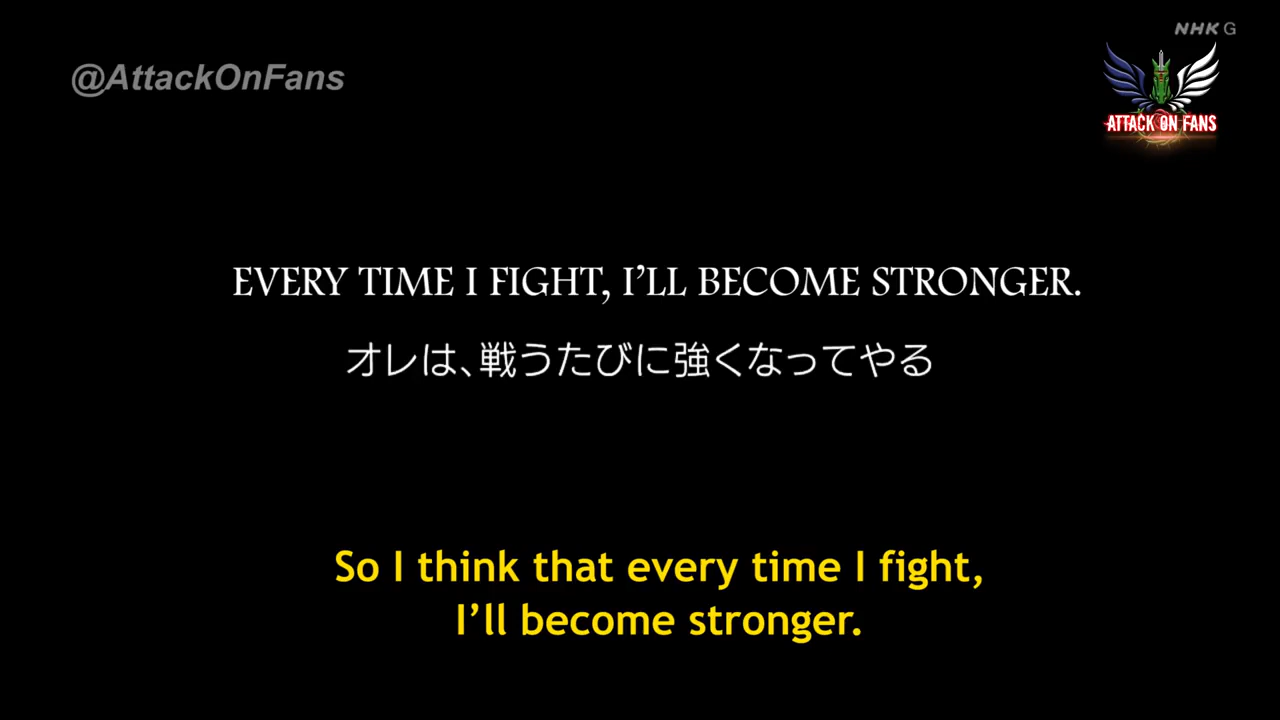 NHK G
@AttackOnFans
ATTACK ON FANS
EVERY TIME I FIGHT, I’LL BECOME STRONGER.
オレは、戦うたびに強くなってやる
So I think that every time I fight,
I’ll become stronger.